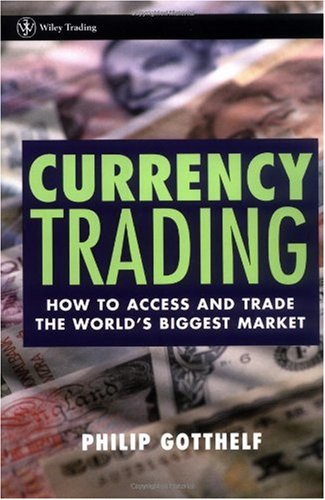 Wiley Trading
CURRENCY
TRADING
HOW TO ACCESS AND TRADE
THE WORLD'S BIGGEST MARKET
PHILIP GOTTHELF